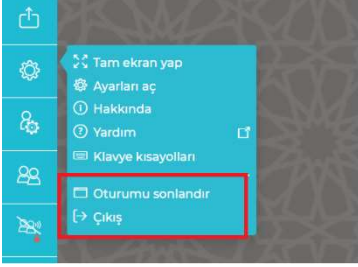 Tam ekran yap
Ayarları aç
Hakkında
Yardım
Klavye kısayolları
Oturumu sonlandır
Çıkış